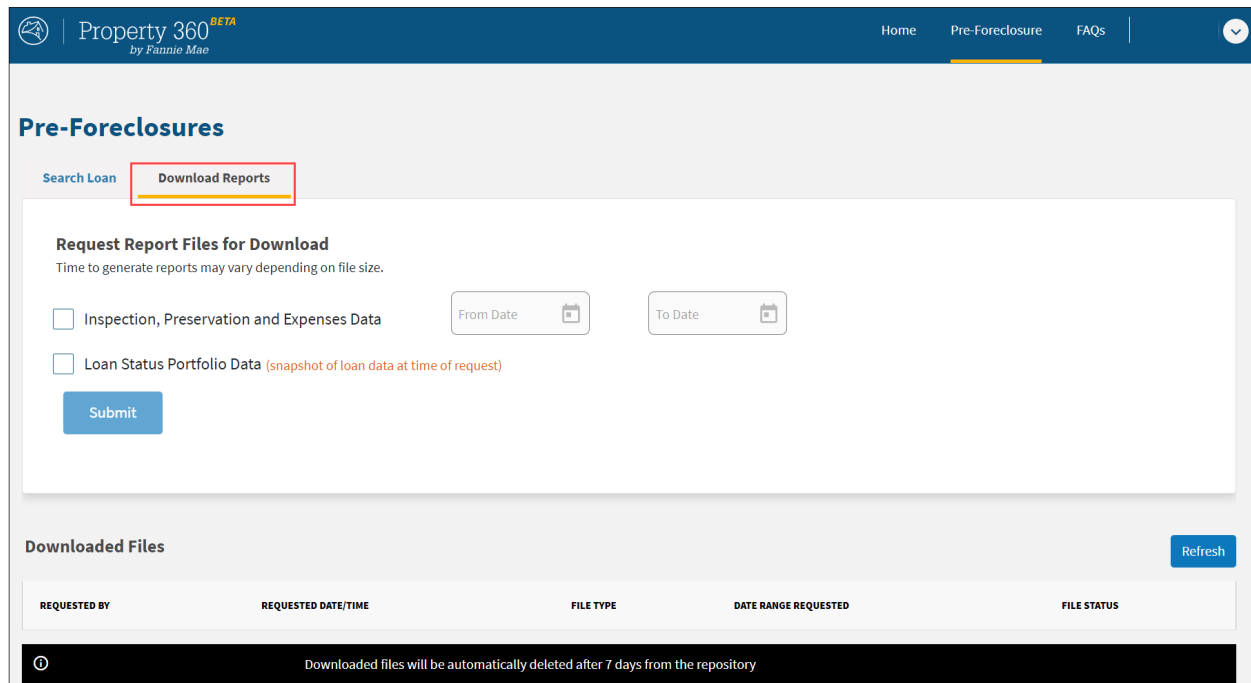 Property 360 BETA
by Fannie Mae
Home Pre-Foreclosure FAQs
Pre-Foreclosures
Search Loan Download Reports
Request Report Files for Download
Time to generate reports may vary depending on file size.
Inspection, Preservation and Expenses Data From Date To Date
Loan Status Portfolio Data (snapshot of loan data at time of request)
Submit
Downloaded Files
Refresh
REQUESTED BY REQUESTED DATE/TIME FILE TYPE DATE RANGE REQUESTED FILE STATUS
Downloaded files will be automatically deleted after 7 days from the repository